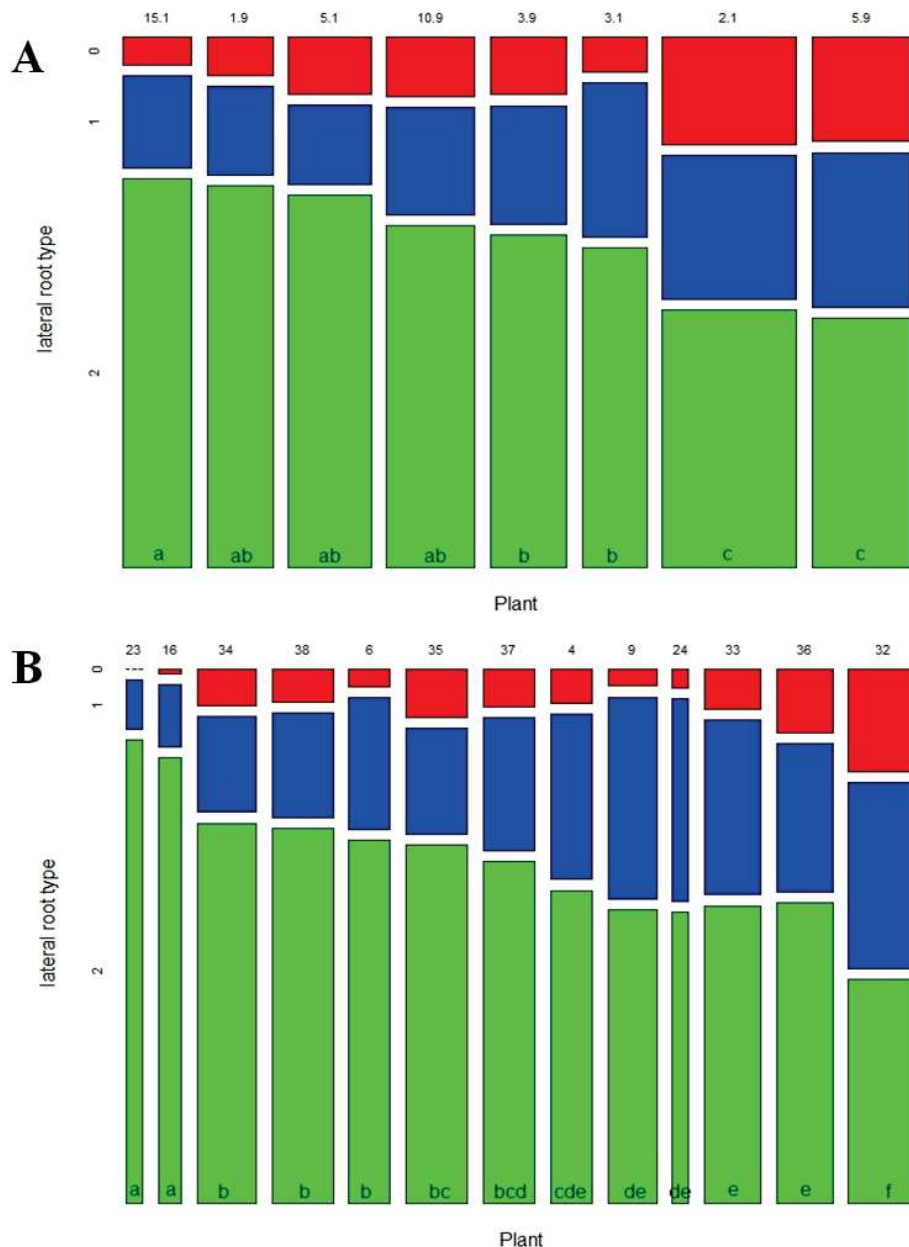 15.1 1.9 5.1 10.9 3.9 3.1 2.1 5.9
A
0
1
lateral root type
2
a ab ab ab b b c c
Plant
23 16 34 38 6 35 37 4 9 24 33 36 32
B
0
1
lateral root type
2
a a b b b bc bcd cde de de e e f
Plant